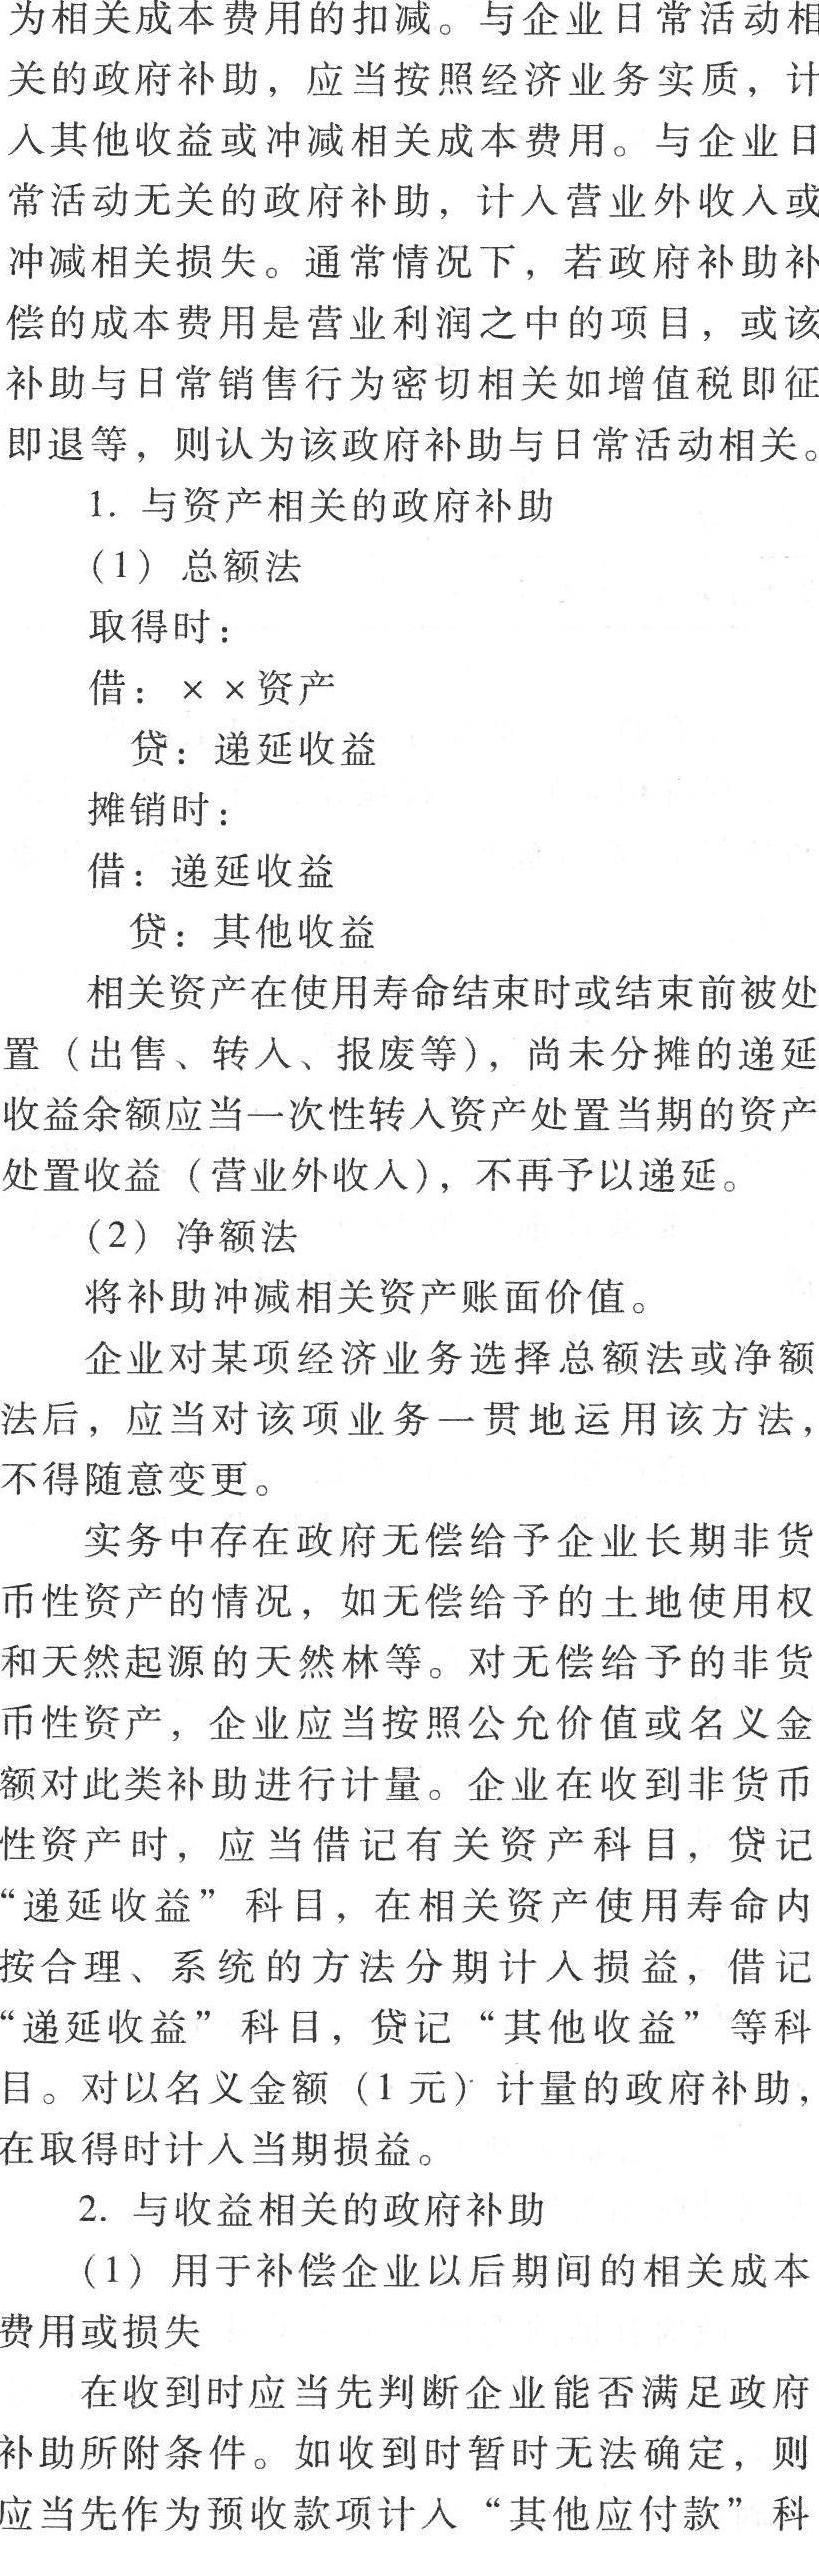 为相关成本费用的扣减。与企业日常活动相
关的政府补助，应当按照经济业务实质，计
入其他收益或冲减相关成本费用。与企业日
常活动无关的政府补助，计入营业外收入或
冲减相关损失。通常情况下，若政府补助补
偿的成本费用是营业利润之中的项目，或该
补助与日常销售行为密切相关如增值税即征
即退等，则认为该政府补助与日常活动相关。
1. 与资产相关的政府补助
（1）总额法
取得时：
借：××资产
贷：递延收益
摊销时：
借：递延收益
贷：其他收益
相关资产在使用寿命结束时或结束前被处
置（出售、转入、报废等），尚未分摊的递延
收益余额应当一次性转入资产处置当期的资产
处置收益（营业外收入），不再予以递延。
（2）净额法
将补助冲减相关资产账面价值。
企业对某项经济业务选择总额法或净额
法后，应当对该项业务一贯地运用该方法，
不得随意变更。
实务中存在政府无偿给予企业长期非货
币性资产的情况，如无偿给予的土地使用权
和天然起源的天然林等。对无偿给予的非货
币性资产，企业应当按照公允价值或名义金
额对此类补助进行计量。企业在收到非货币
性资产时，应当借记有关资产科目，贷记
“递延收益”科目，在相关资产使用寿命内
按合理、系统的方法分期计入损益，借记
“递延收益”科目，贷记“其他收益”等科
目。对以名义金额（1元）计量的政府补助，
在取得时计入当期损益。
2. 与收益相关的政府补助
（1）用于补偿企业以后期间的相关成本
费用或损失
在收到时应当先判断企业能否满足政府
补助所附条件。如收到时暂时无法确定，则
应当先作为预收款项计入“其他应付款”科